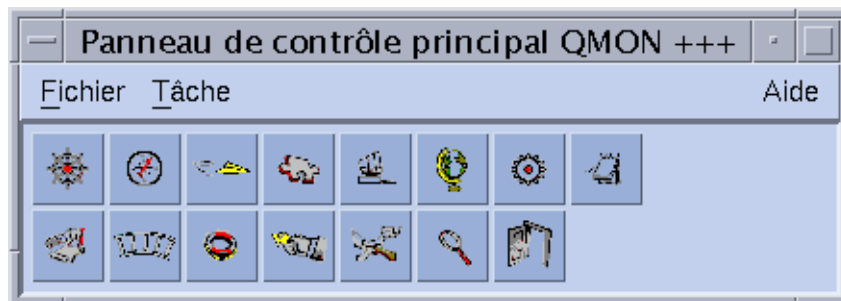 Panneau de contrôle principal QMON +++
Fichier Tâche Aide